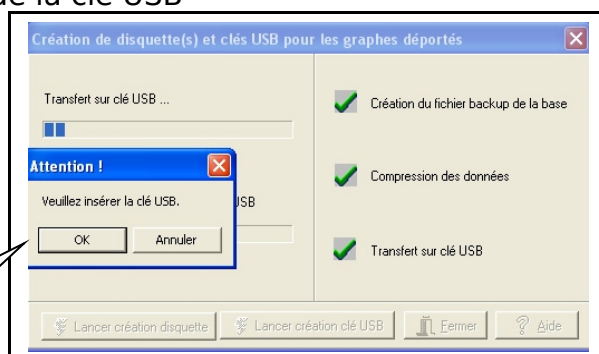 de la clé USB
Création de disquette(s) et clés USB pour les graphes déportés
Transfert sur clé USB ...
Attention !
Veuillez insérer la clé USB.
OK
Annuler
USB
Création du fichier backup de la base
Compression des données
Transfert sur clé USB
Lancer création disquette
Lancer création clé USB
Fermer
Aide